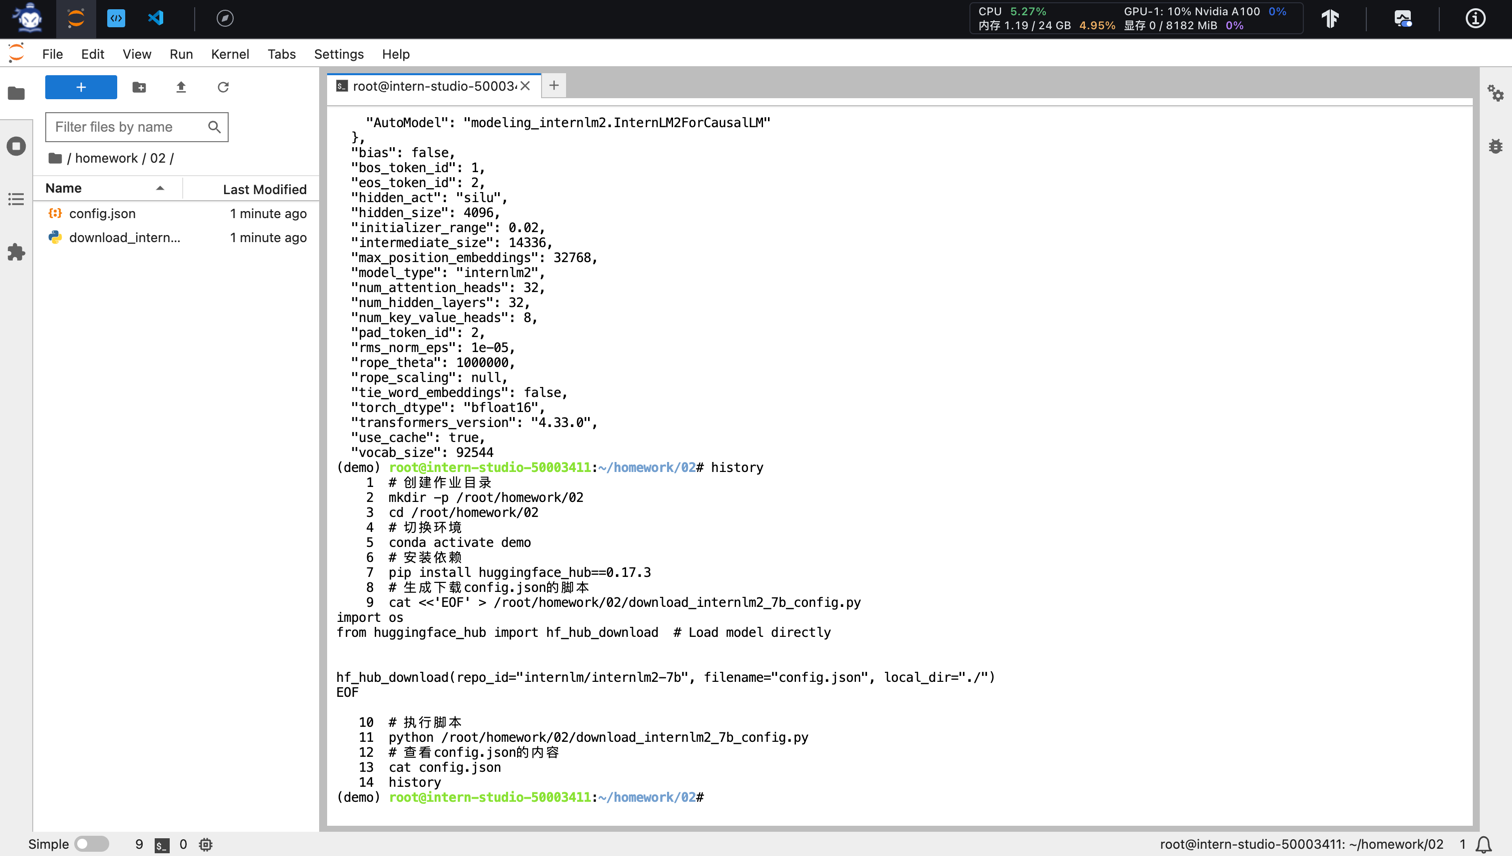 CPU 5.27% GPU-1: 10% Nvidia A100 0%
内存 1.19 / 24 GB 4.95% 显存 0 / 8182 MiB 0%
File Edit View Run Kernel Tabs Settings Help
+
root@intern-studio-50003
Filter files by name
/ homework / 02 /
Name Last Modified
config.json 1 minute ago
download_intern... 1 minute ago
"AutoModel": "modeling_internlm2.InternLM2ForCausalLM"
},
"bias": false,
"bos_token_id": 1,
"eos_token_id": 2,
"hidden_act": "silu",
"hidden_size": 4096,
"initializer_range": 0.02,
"intermediate_size": 14336,
"max_position_embeddings": 32768,
"model_type": "internlm2",
"num_attention_heads": 32,
"num_hidden_layers": 32,
"num_key_value_heads": 8,
"pad_token_id": 2,
"rms_norm_eps": 1e-05,
"rope_theta": 1000000,
"rope_scaling": null,
"tie_word_embeddings": false,
"torch_dtype": "bfloat16",
"transformers_version": "4.33.0",
"use_cache": true,
"vocab_size": 92544
(demo) root@intern-studio-50003411:~/homework/02# history
1 # 创建作业目录
2 mkdir -p /root/homework/02
3 cd /root/homework/02
4 # 切换环境
5 conda activate demo
6 # 安装依赖
7 pip install huggingface_hub==0.17.3
8 # 生成下载config.json的脚本
9 cat <<'EOF' > /root/homework/02/download_internlm2_7b_config.py
import os
from huggingface_hub import hf_hub_download # Load model directly
hf_hub_download(repo_id="internlm/internlm2-7b", filename="config.json", local_dir="./")
EOF
10 # 执行脚本
11 python /root/homework/02/download_internlm2_7b_config.py
12 # 查看config.json的内容
13 cat config.json
14 history
(demo) root@intern-studio-50003411:~/homework/02#
Simple 9 0 root@intern-studio-50003411: ~/homework/02 1